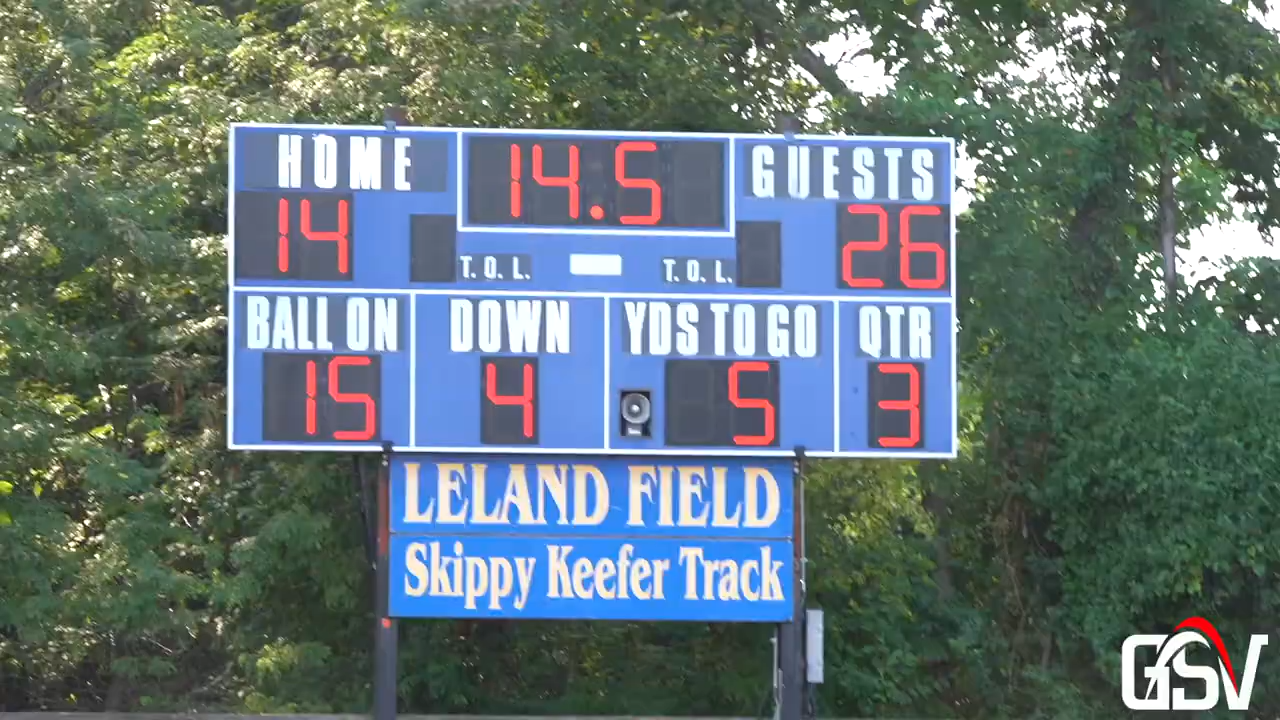 HOME 14.5 GUESTS
14 26
T.O.L. T.O.L.
BALL ON DOWN YDS TO GO QTR
15 4 5 3
LELAND FIELD
Skippy Keefer Track
GSV